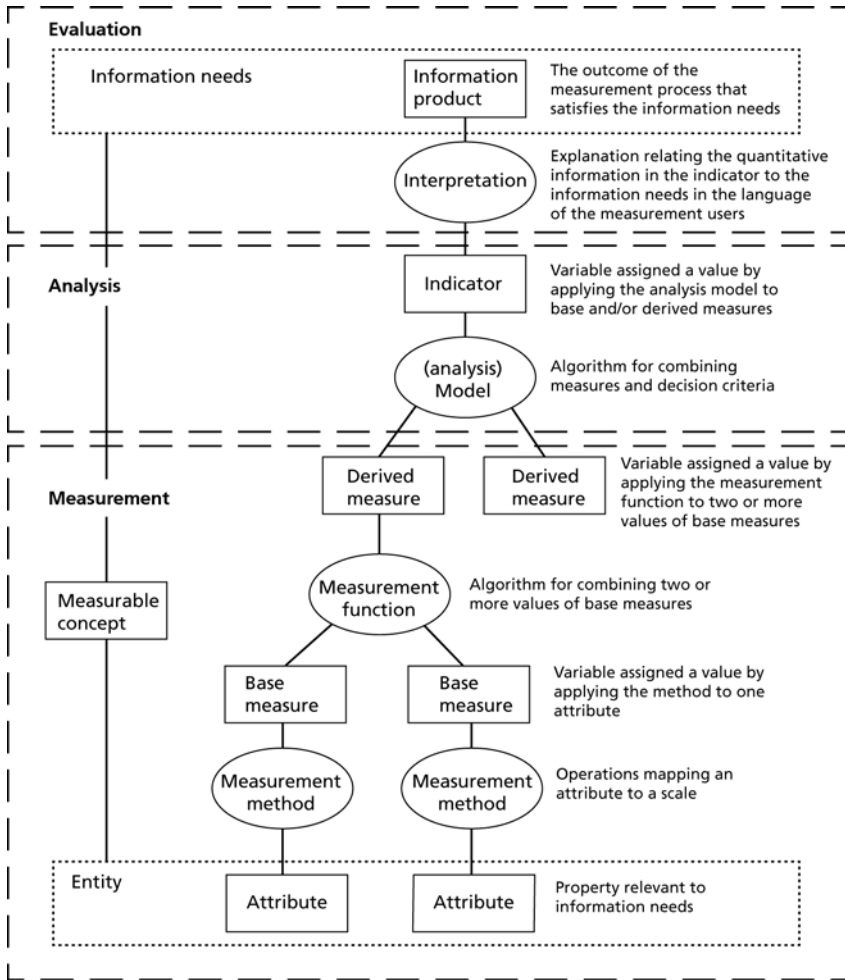 Evaluation
Information needs
Information
product
The outcome of the
measurement process that
satisfies the information needs
Interpretation
Explanation relating the quantitative
information in the indicator to the
information needs in the language
of the measurement users
Analysis
Indicator
Variable assigned a value by
applying the analysis model to
base and/or derived measures
(analysis)
Model
Algorithm for combining
measures and decision criteria
Measurement
Derived
measure
Derived
measure
Variable assigned a value by
applying the measurement
function to two or more
values of base measures
Measurable
concept
Measurement
function
Algorithm for combining two or
more values of base measures
Base
measure
Base
measure
Variable assigned a value by
applying the method to one
attribute
Measurement
method
Measurement
method
Operations mapping an
attribute to a scale
Entity
Attribute
Attribute
Property relevant to
information needs